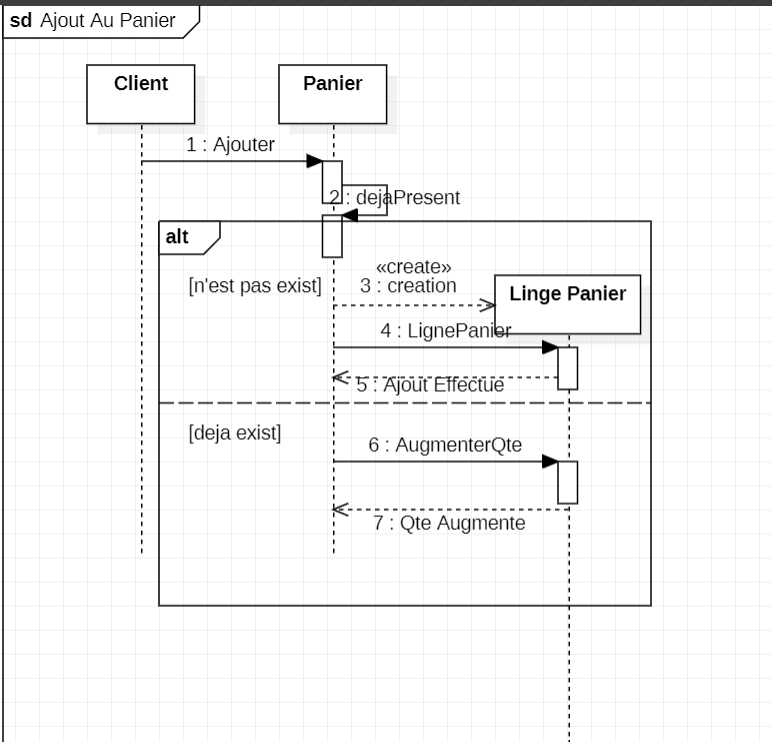 sd Ajout Au Panier
Client
Panier
1 : Ajouter
2 : dejaPresent
alt
«create»
[n'est pas exist]
3 : creation
Linge Panier
4 : LignePanier
5 : Ajout Effectue
[deja exist]
6 : AugmenterQte
7 : Qte Augmente